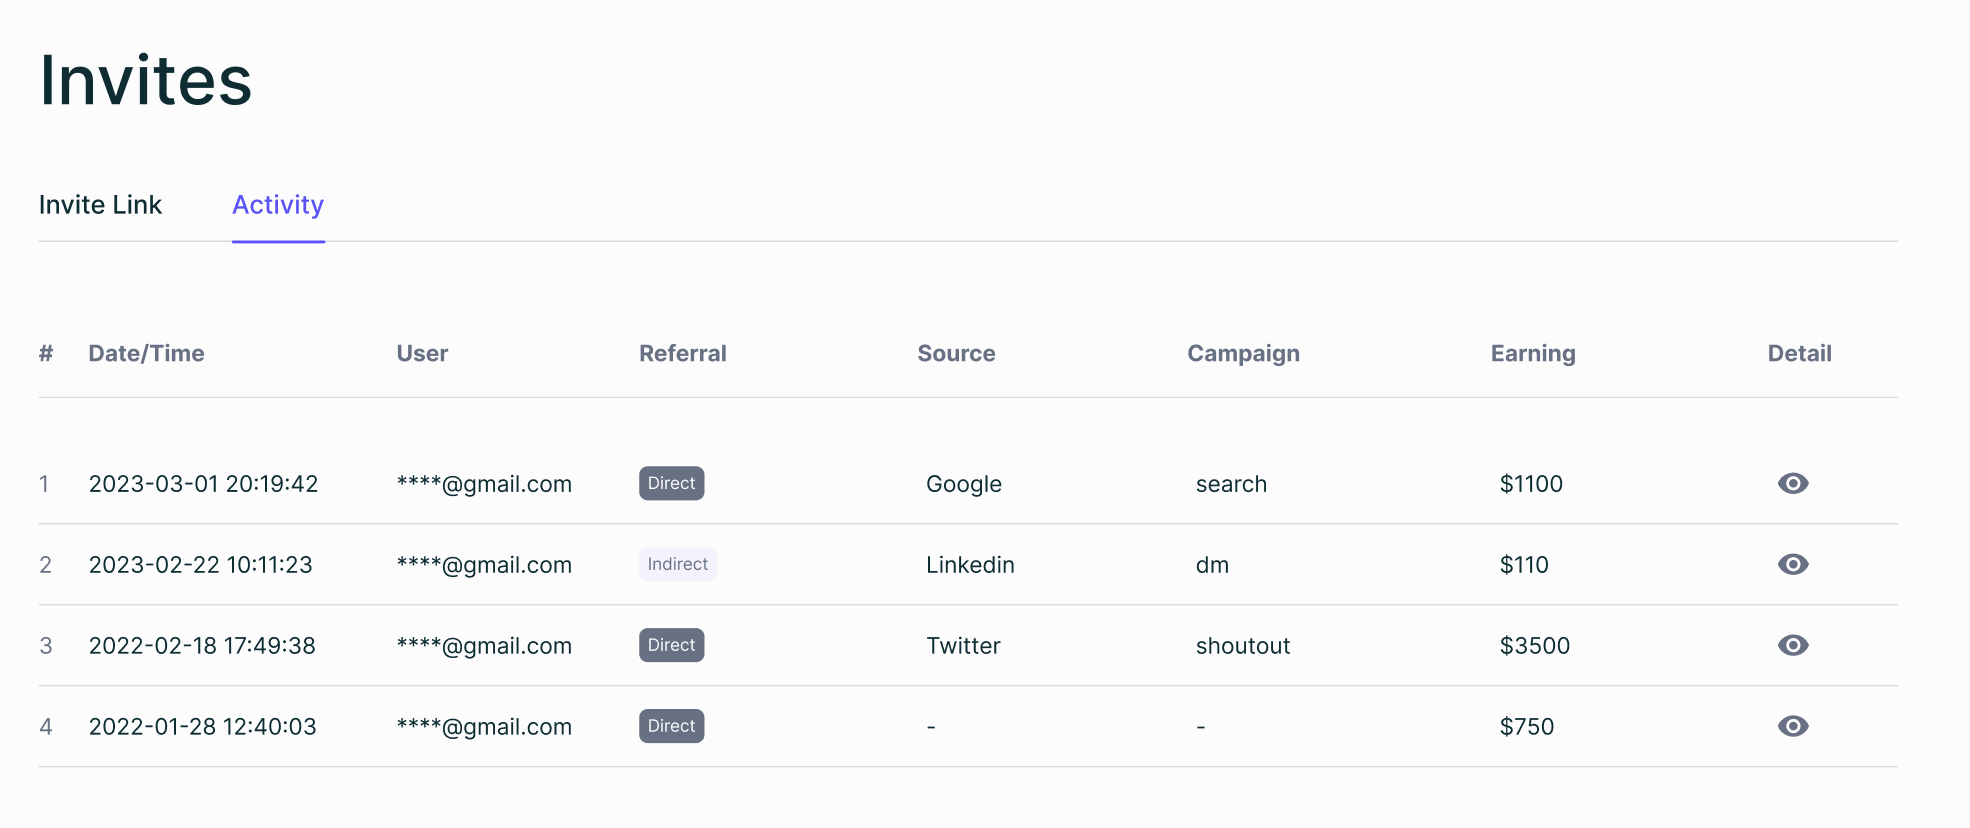 Invites
Invite Link Activity
# Date/Time User Referral Source Campaign Earning Detail
1 2023-03-01 20:19:42 ****@gmail.com Direct Google search $1100
2 2023-02-22 10:11:23 ****@gmail.com Indirect Linkedin dm $110
3 2022-02-18 17:49:38 ****@gmail.com Direct Twitter shoutout $3500
4 2022-01-28 12:40:03 ****@gmail.com Direct - - $750